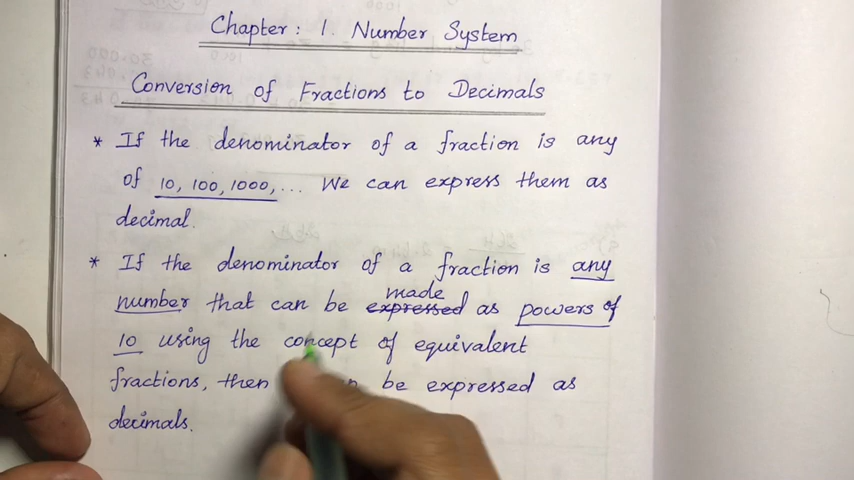 Chapter: 1. Number System
Conversion of Fractions to Decimals
* If the denominator of a fraction is any
of 10, 100, 1000, ... We can express them as
decimal.
* If the denominator of a fraction is any
made
number that can be expressed as powers of
10 using the concept of equivalent
fractions, then be expressed as
decimals.